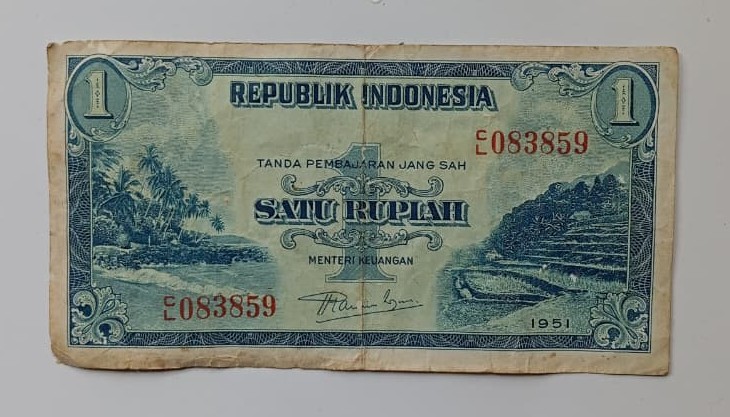 1 REPUBLIK INDONESIA 1
C/L 083859
TANDA PEMBAJARAN JANG SAH
SATU RUPIAH
MENTERI KEUANGAN
C/L 083859
1951